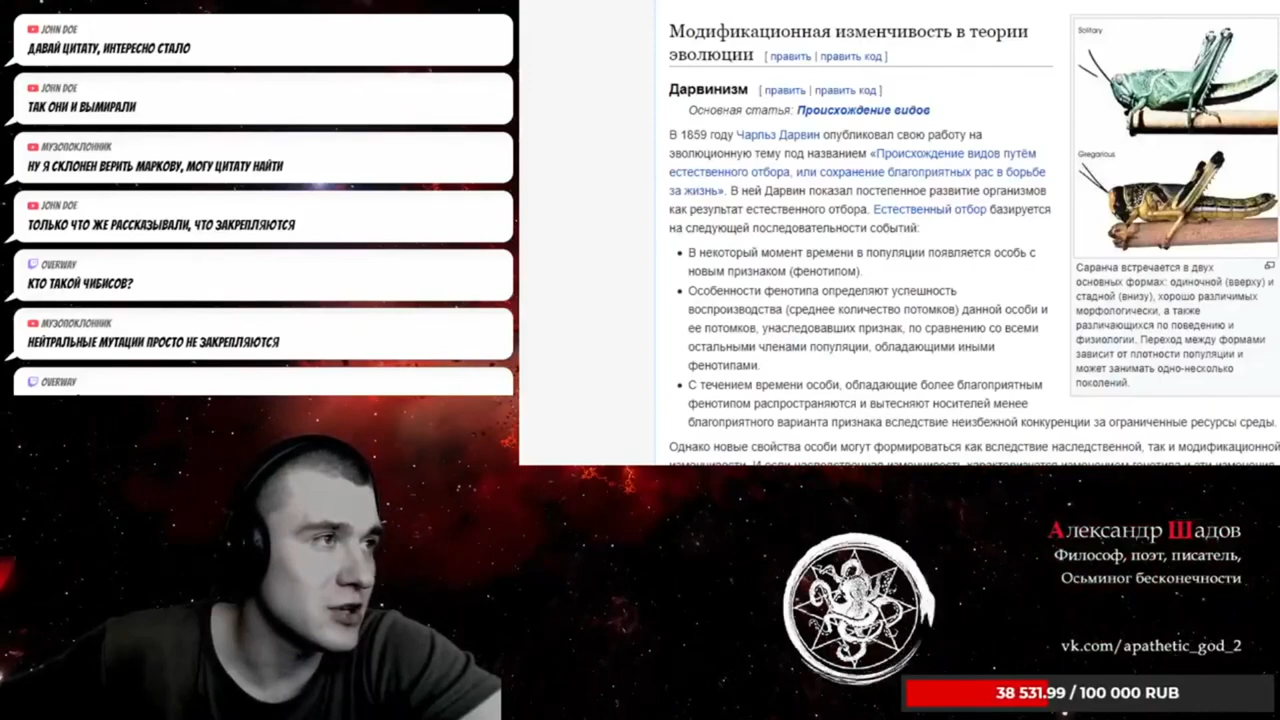 JOHN DOE
ДАВАЙ ЦИТАТУ, ИНТЕРЕСНО СТАЛО
JOHN DOE
ТАК ОНИ И ВЫМИРАЛИ
МУЗОПОКЛОННИК
НУ Я СКЛОНЕН ВЕРИТЬ МАРКОВУ, МОГУ ЦИТАТУ НАЙТИ
JOHN DOE
ТОЛЬКО ЧТО ЖЕ РАССКАЗЫВАЛИ, ЧТО ЗАКРЕПЛЯЮТСЯ
OVERWAY
КТО ТАКОЙ ЧИБИСОВ?
МУЗОПОКЛОННИК
НЕЙТРАЛЬНЫЕ МУТАЦИИ ПРОСТО НЕ ЗАКРЕПЛЯЮТСЯ
OVERWAY
Модификационная изменчивость в теории
эволюции [ править | править код ]
Дарвинизм [ править | править код ]
Основная статья: Происхождение видов
В 1859 году Чарльз Дарвин опубликовал свою работу на
эволюционную тему под названием «Происхождение видов путём
естественного отбора, или сохранение благоприятных рас в борьбе
за жизнь». В ней Дарвин показал постепенное развитие организмов
как результат естественного отбора. Естественный отбор базируется
на следующей последовательности событий:
• В некоторый момент времени в популяции появляется особь с
новым признаком (фенотипом).
• Особенности фенотипа определяют успешность
воспроизводства (среднее количество потомков) данной особи и
ее потомков, унаследовавших признак, по сравнению со всеми
остальными членами популяции, обладающими иными
фенотипами.
• С течением времени особи, обладающие более благоприятным
фенотипом распространяются и вытесняют носителей менее
благоприятного варианта признака вследствие неизбежной конкуренции за ограниченные ресурсы среды.
Однако новые свойства особи могут формироваться как вследствие наследственной, так и модификационной
Solitary
Gregarious
Саранча встречается в двух
основных формах: одиночной (вверху) и
стадной (внизу), хорошо различимых
морфологически, а также
различающихся по поведению и
физиологии. Переход между формами
зависит от плотности популяции и
может занимать одно-несколько
поколений.
Александр Шадов
Философ, поэт, писатель,
Осьминог бесконечности
vk.com/apathetic_god_2
38 531.99 / 100 000 RUB